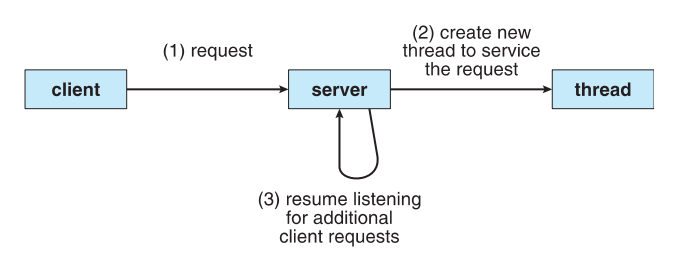 (1) request
(2) create new
thread to service
the request
client
server
thread
(3) resume listening
for additional
client requests